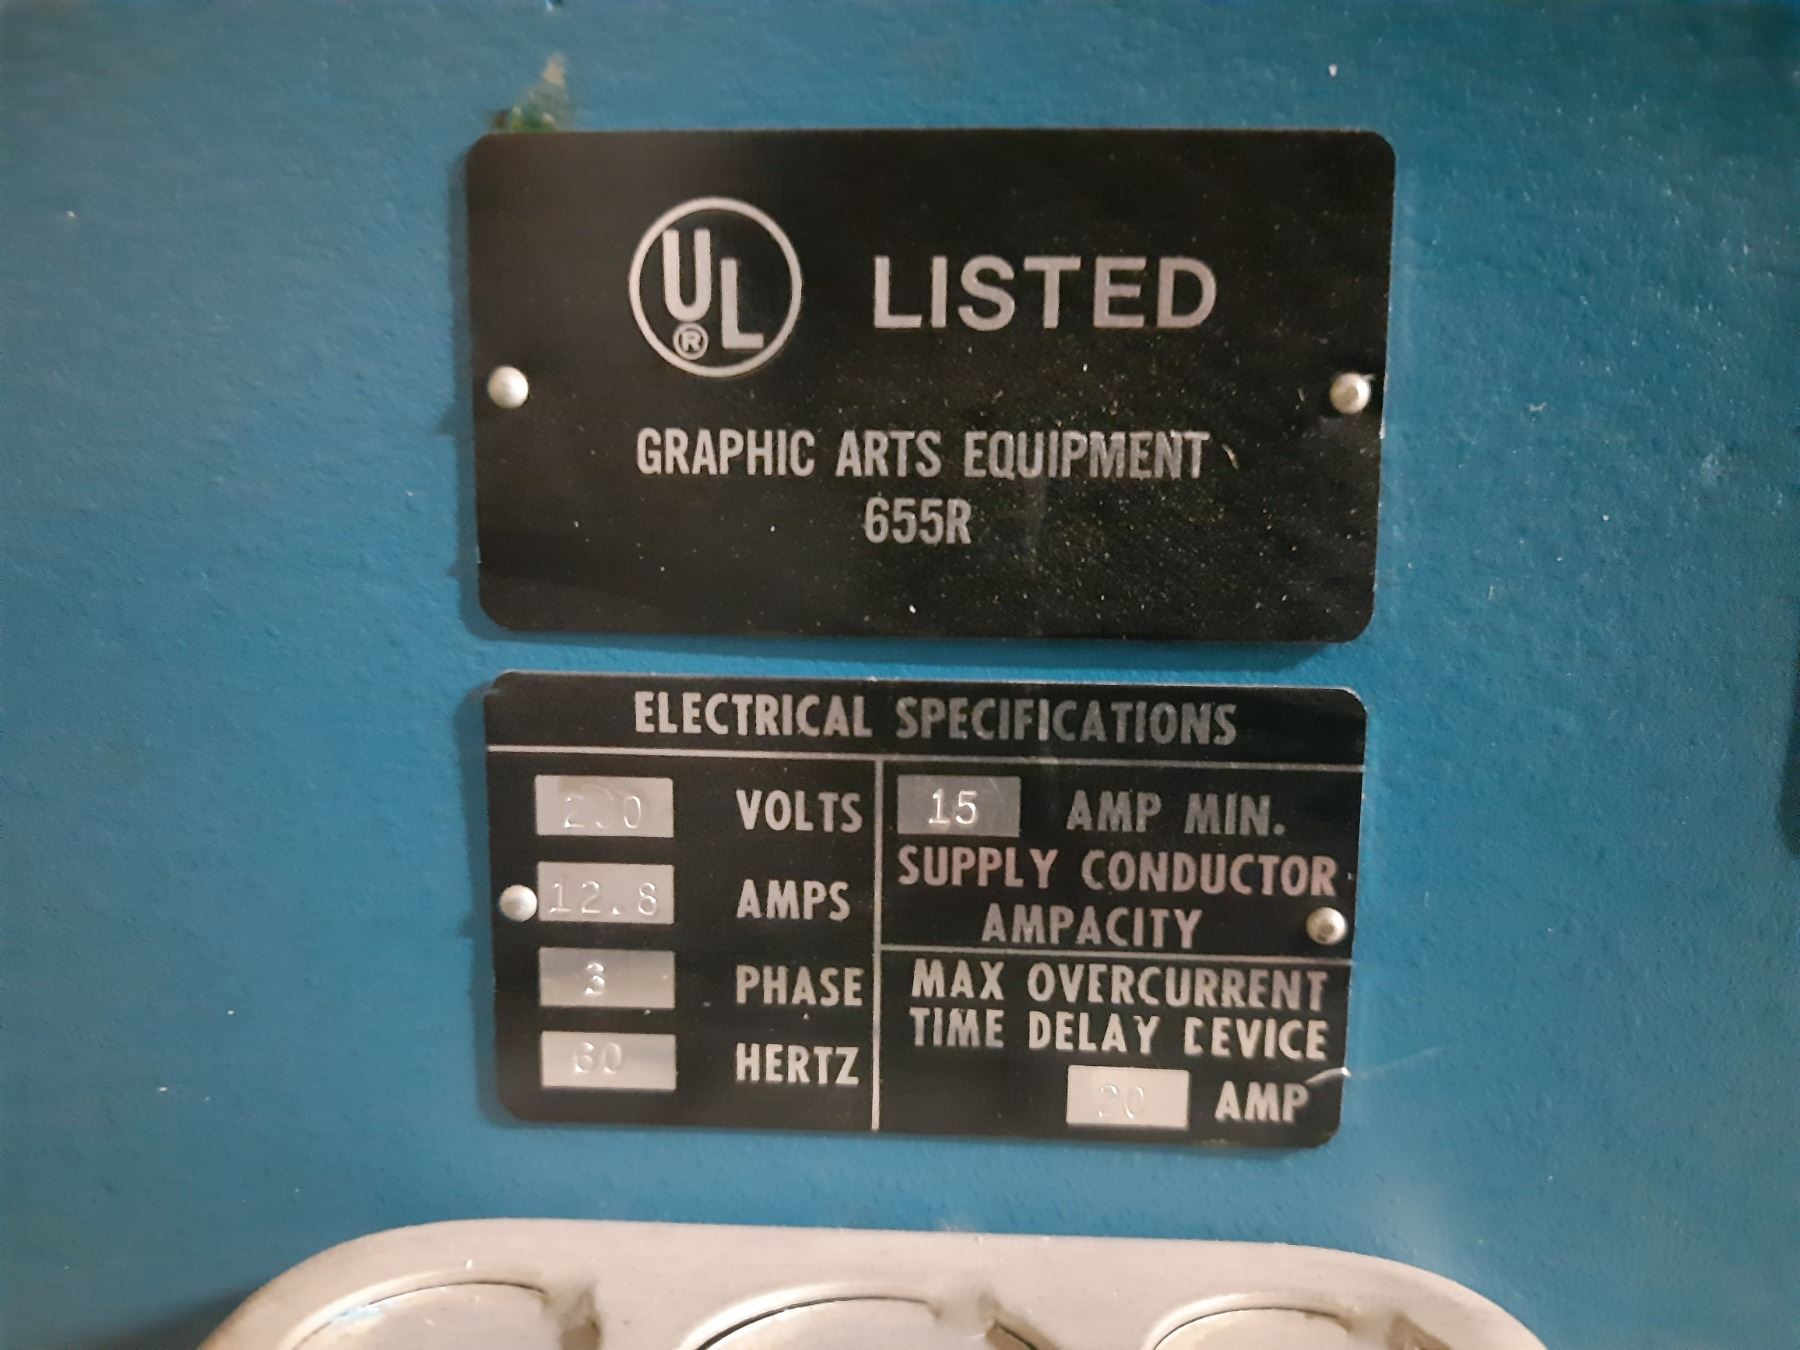 UL
®
LISTED
GRAPHIC ARTS EQUIPMENT
655R
ELECTRICAL SPECIFICATIONS
VOLTS
12.8 AMPS
3 PHASE
60 HERTZ
15 AMP MIN.
SUPPLY CONDUCTOR
AMPACITY
MAX OVERCURRENT
TIME DELAY DEVICE
20 AMP